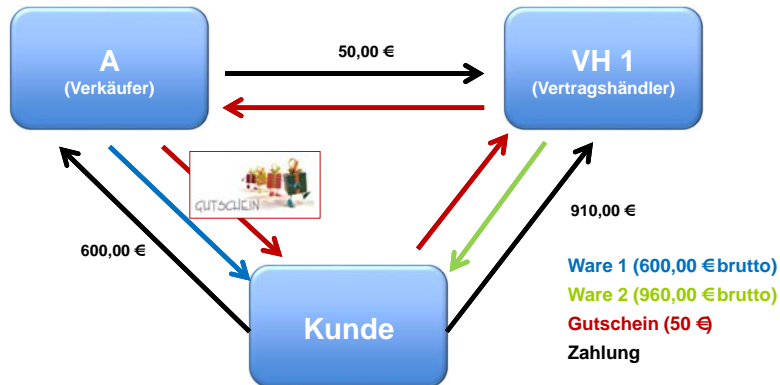 A
(Verkäufer)
50,00 €
VH 1
(Vertragshändler)
GUTSCHEIN
600,00 €
910,00 €
Kunde
Ware 1 (600,00 € brutto)
Ware 2 (960,00 € brutto)
Gutschein (50 €)
Zahlung